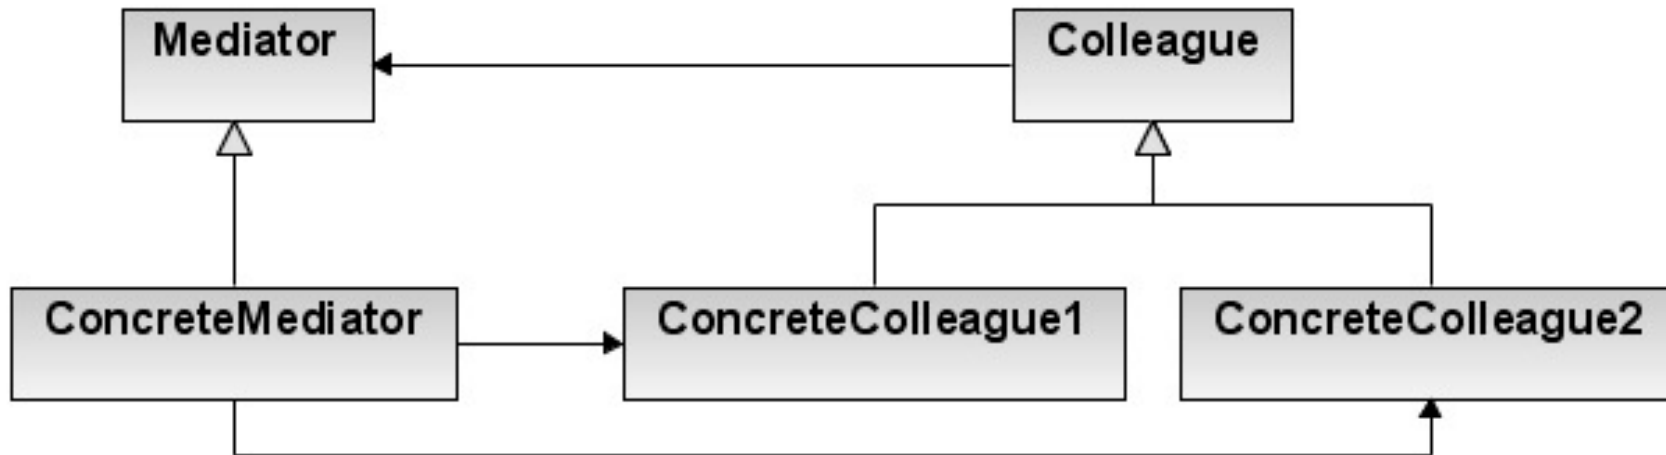 Mediator
Colleague
ConcreteMediator
ConcreteColleague1
ConcreteColleague2